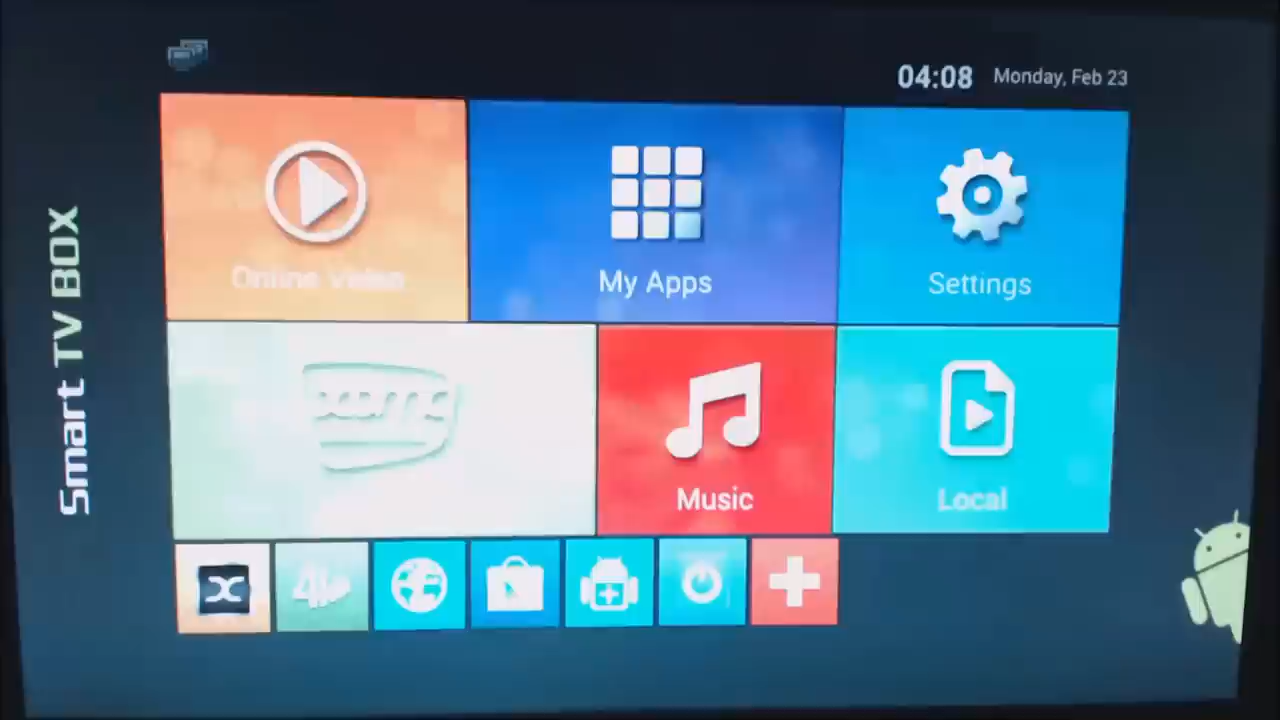 04:08 Monday, Feb 23
Smart TV BOX
Online Video
My Apps
Settings
Music
Local